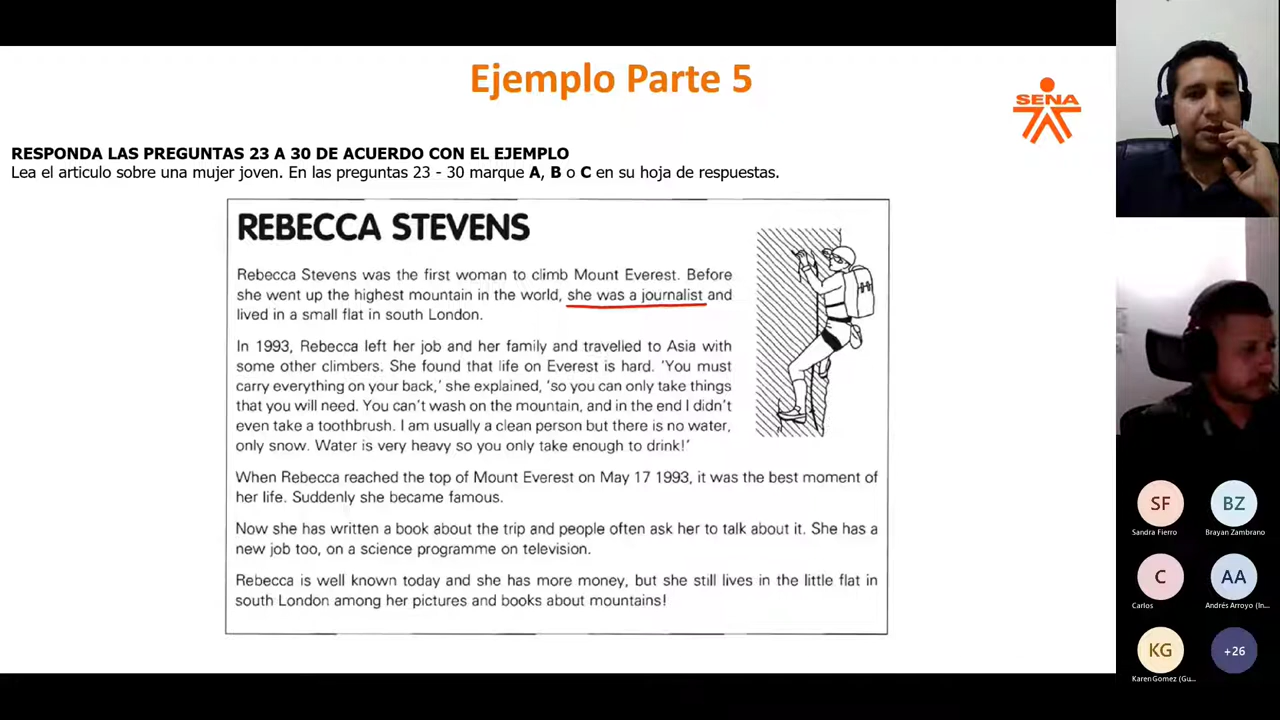 Ejemplo Parte 5
SENA
RESPONDA LAS PREGUNTAS 23 A 30 DE ACUERDO CON EL EJEMPLO
Lea el articulo sobre una mujer joven. En las preguntas 23 - 30 marque A, B o C en su hoja de respuestas.
REBECCA STEVENS
Rebecca Stevens was the first woman to climb Mount Everest. Before
she went up the highest mountain in the world, she was a journalist and
lived in a small flat in south London.
In 1993, Rebecca left her job and her family and travelled to Asia with
some other climbers. She found that life on Everest is hard. 'You must
carry everything on your back,' she explained, 'so you can only take things
that you will need. You can't wash on the mountain, and in the end I didn't
even take a toothbrush. I am usually a clean person but there is no water,
only snow. Water is very heavy so you only take enough to drink!'
When Rebecca reached the top of Mount Everest on May 17 1993, it was the best moment of
her life. Suddenly she became famous.
Now she has written a book about the trip and people often ask her to talk about it. She has a
new job too, on a science programme on television.
Rebecca is well known today and she has more money, but she still lives in the little flat in
south London among her pictures and books about mountains!
SF
BZ
Sandra Fierro
Brayan Zambrano
C
AA
Carlos
Andrés Arroyo (In...
KG
+26
Karen Gomez (Gu...